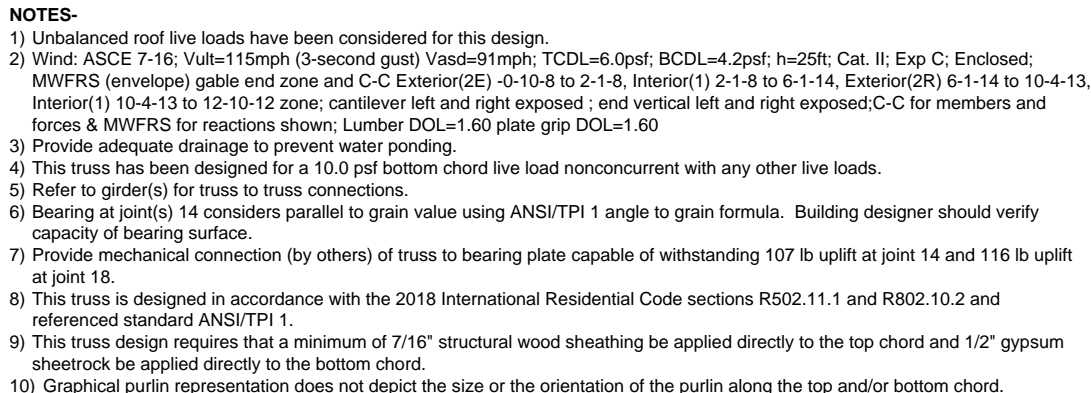 NOTES-
1) Unbalanced roof live loads have been considered for this design.
2) Wind: ASCE 7-16; Vult=115mph (3-second gust) Vasd=91mph; TCDL=6.0psf; BCDL=4.2psf; h=25ft; Cat. II; Exp C; Enclosed;
MWFRS (envelope) gable end zone and C-C Exterior(2E) -0-10-8 to 2-1-8, Interior(1) 2-1-8 to 6-1-14, Exterior(2R) 6-1-14 to 10-4-13,
Interior(1) 10-4-13 to 12-10-12 zone; cantilever left and right exposed ; end vertical left and right exposed;C-C for members and
forces & MWFRS for reactions shown; Lumber DOL=1.60 plate grip DOL=1.60
3) Provide adequate drainage to prevent water ponding.
4) This truss has been designed for a 10.0 psf bottom chord live load nonconcurrent with any other live loads.
5) Refer to girder(s) for truss to truss connections.
6) Bearing at joint(s) 14 considers parallel to grain value using ANSI/TPI 1 angle to grain formula.  Building designer should verify
capacity of bearing surface.
7) Provide mechanical connection (by others) of truss to bearing plate capable of withstanding 107 lb uplift at joint 14 and 116 lb uplift
at joint 18.
8) This truss is designed in accordance with the 2018 International Residential Code sections R502.11.1 and R802.10.2 and
referenced standard ANSI/TPI 1.
9) This truss design requires that a minimum of 7/16" structural wood sheathing be applied directly to the top chord and 1/2" gypsum
sheetrock be applied directly to the bottom chord.
10) Graphical purlin representation does not depict the size or the orientation of the purlin along the top and/or bottom chord.